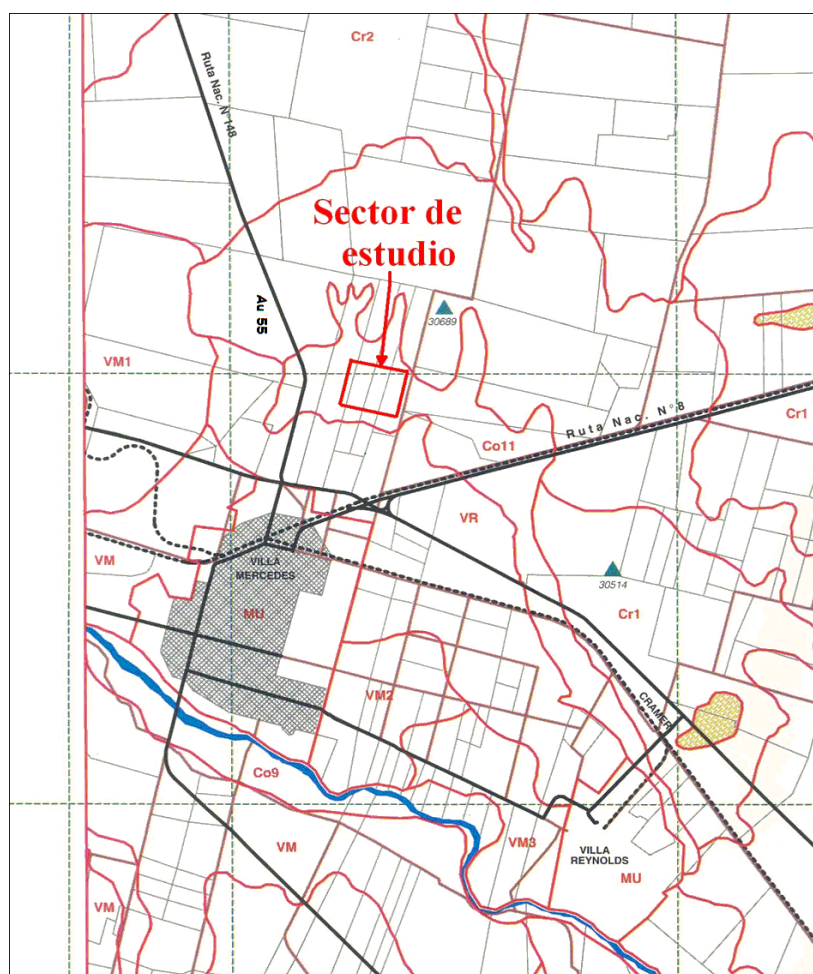 Cr2
Ruta Nac. N°148
Sector de
estudio
Au 55
30689
VM1
Ruta Nac. N°8
Cr1
Co11
VR
VM
VILLA
MERCEDES
MU
30514
Cr1
VM2
CRAMER
Co9
VM
VM3
VILLA
REYNOLDS
MU
VM